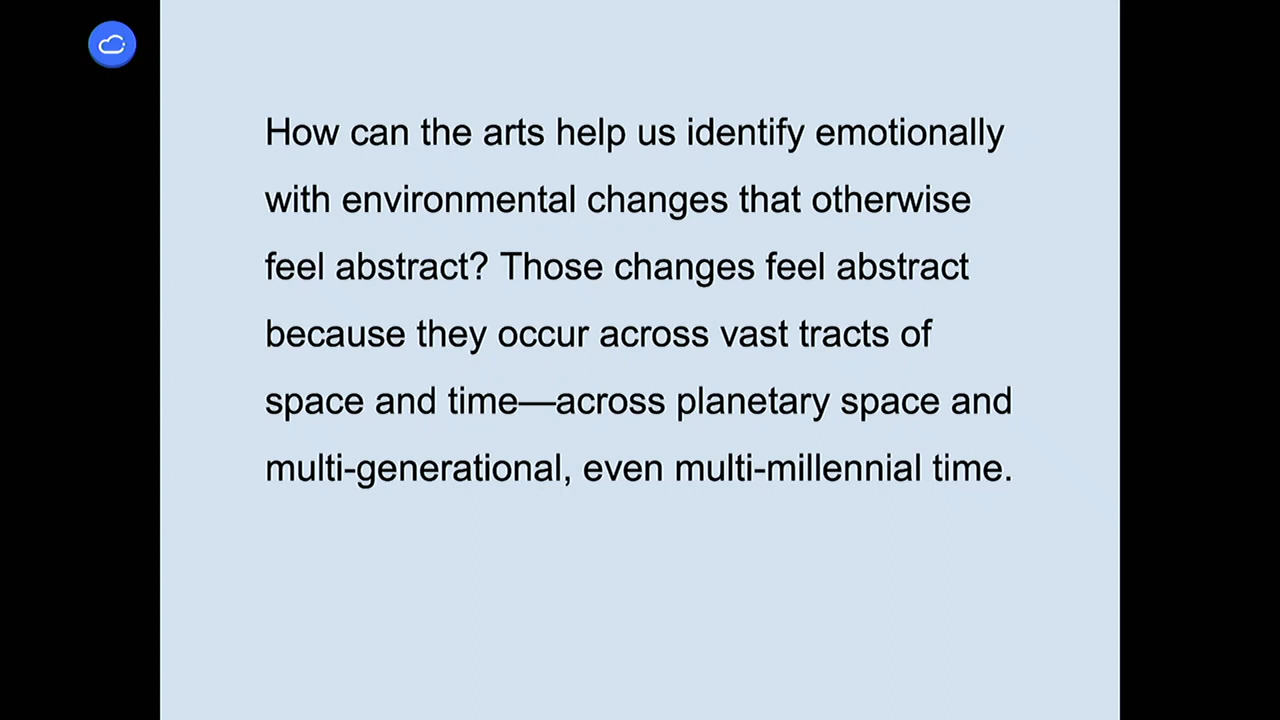 How can the arts help us identify emotionally
with environmental changes that otherwise
feel abstract? Those changes feel abstract
because they occur across vast tracts of
space and time—across planetary space and
multi-generational, even multi-millennial time.